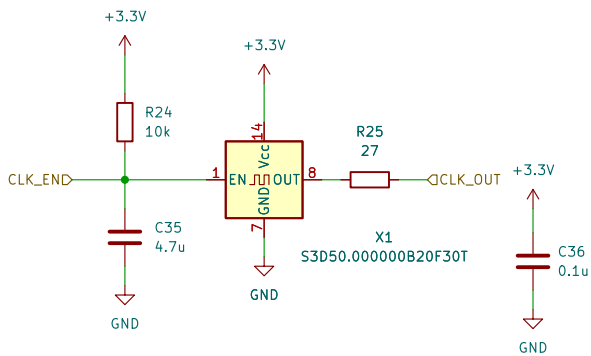 +3.3V
+3.3V
R24
10k
14
Vcc
R25
27
CLK_EN
1
EN
OUT
8
CLK_OUT
+3.3V
GND
7
C35
4.7u
X1
S3D50.000000B20F30T
C36
0.1u
GND
GND
GND